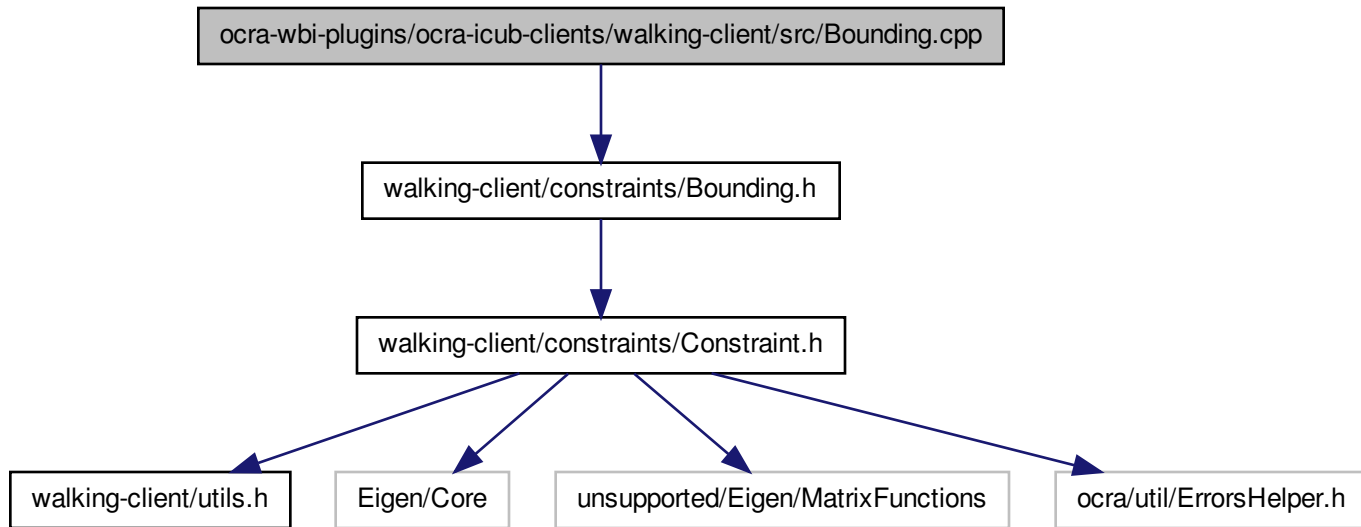 ocra-wbi-plugins/ocra-icub-clients/walking-client/src/Bounding.cpp
walking-client/constraints/Bounding.h
walking-client/constraints/Constraint.h
walking-client/utils.h
Eigen/Core
unsupported/Eigen/MatrixFunctions
ocra/util/ErrorsHelper.h